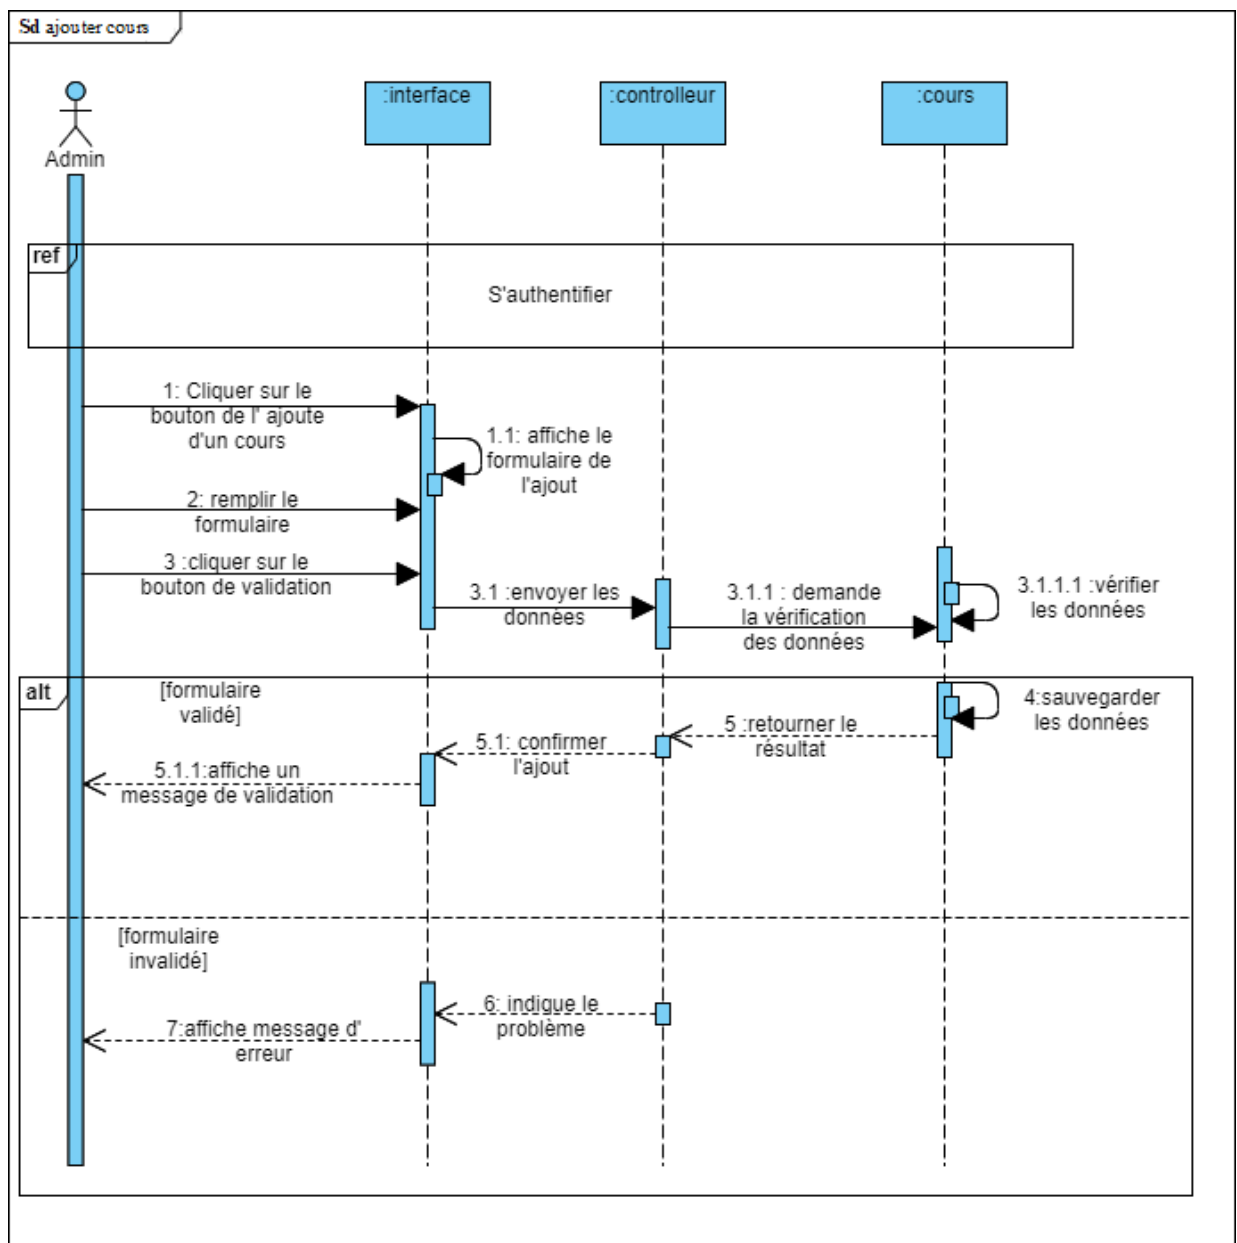 Sd ajouter cours
:interface
:controlleur
:cours
Admin
ref
S'authentifier
1: Cliquer sur le
bouton de l' ajoute
d'un cours
1.1: affiche le
formulaire de
l'ajout
2: remplir le
formulaire
3 :cliquer sur le
bouton de validation
3.1 :envoyer les
données
3.1.1 : demande
la vérification
des données
3.1.1.1 :vérifier
les données
alt
[formulaire
validé]
4:sauvegarder
les données
5 :retourner le
résultat
5.1: confirmer
l'ajout
5.1.1:affiche un
message de validation
[formulaire
invalidé]
6: indigue le
problème
7:affiche message d'
erreur